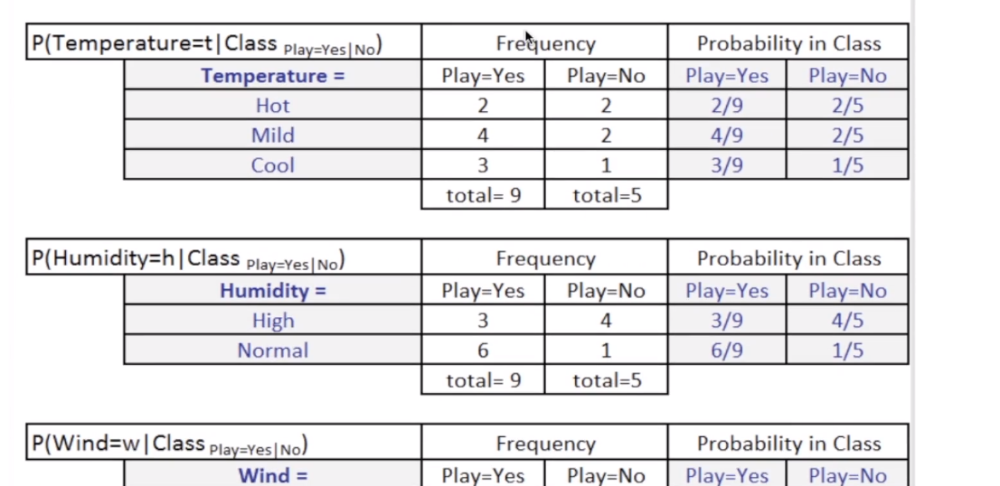 P(Temperature=t|Class Play=Yes|No) Frequency Probability in Class
Temperature = Play=Yes Play=No Play=Yes Play=No
Hot 2 2 2/9 2/5
Mild 4 2 4/9 2/5
Cool 3 1 3/9 1/5
total= 9 total=5
P(Humidity=h|Class Play=Yes|No) Frequency Probability in Class
Humidity = Play=Yes Play=No Play=Yes Play=No
High 3 4 3/9 4/5
Normal 6 1 6/9 1/5
total= 9 total=5
P(Wind=w|Class Play=Yes|No) Frequency Probability in Class
Wind = Play=Yes Play=No Play=Yes Play=No